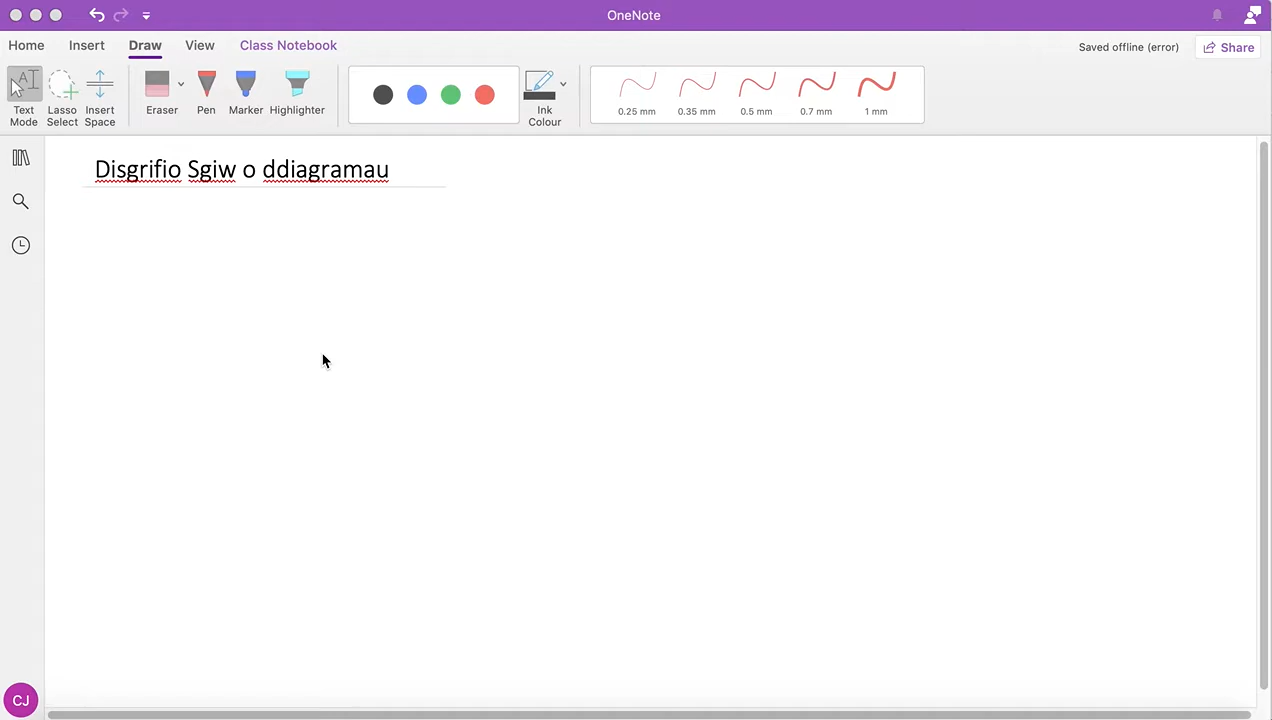 OneNote
Home Insert Draw View Class Notebook
Saved offline (error) Share
Text Mode
Lasso Select
Insert Space
Eraser
Pen
Marker
Highlighter
Ink Colour
0.25 mm
0.35 mm
0.5 mm
0.7 mm
1 mm
Disgrifio Sgiw o ddiagramau
CJ